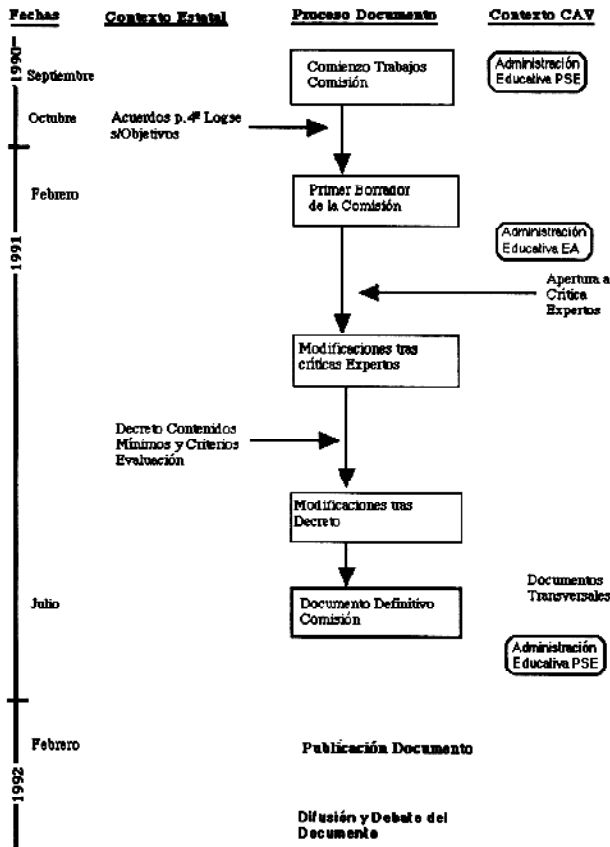 Fechas
Contexto Estatal
Proceso Documento
Contexto CAV
1990
Septiembre
Comienzo Trabajos
Comisión
Administración
Educativa PSE
Octubre
Acuerdos p.4ª Logse
s/Objetivos
1991
Febrero
Primer Borrador
de la Comisión
Administración
Educativa EA
Apertura a
Crítica
Expertos
Modificaciones tras
críticas Expertos
Decreto Contenidos
Mínimos y Criterios
Evaluación
Modificaciones tras
Decreto
Documentos
Transversales
Julio
Documento Definitivo
Comisión
Administración
Educativa PSE
1992
Febrero
Publicación Documento
Difusión y Debate del
Documento